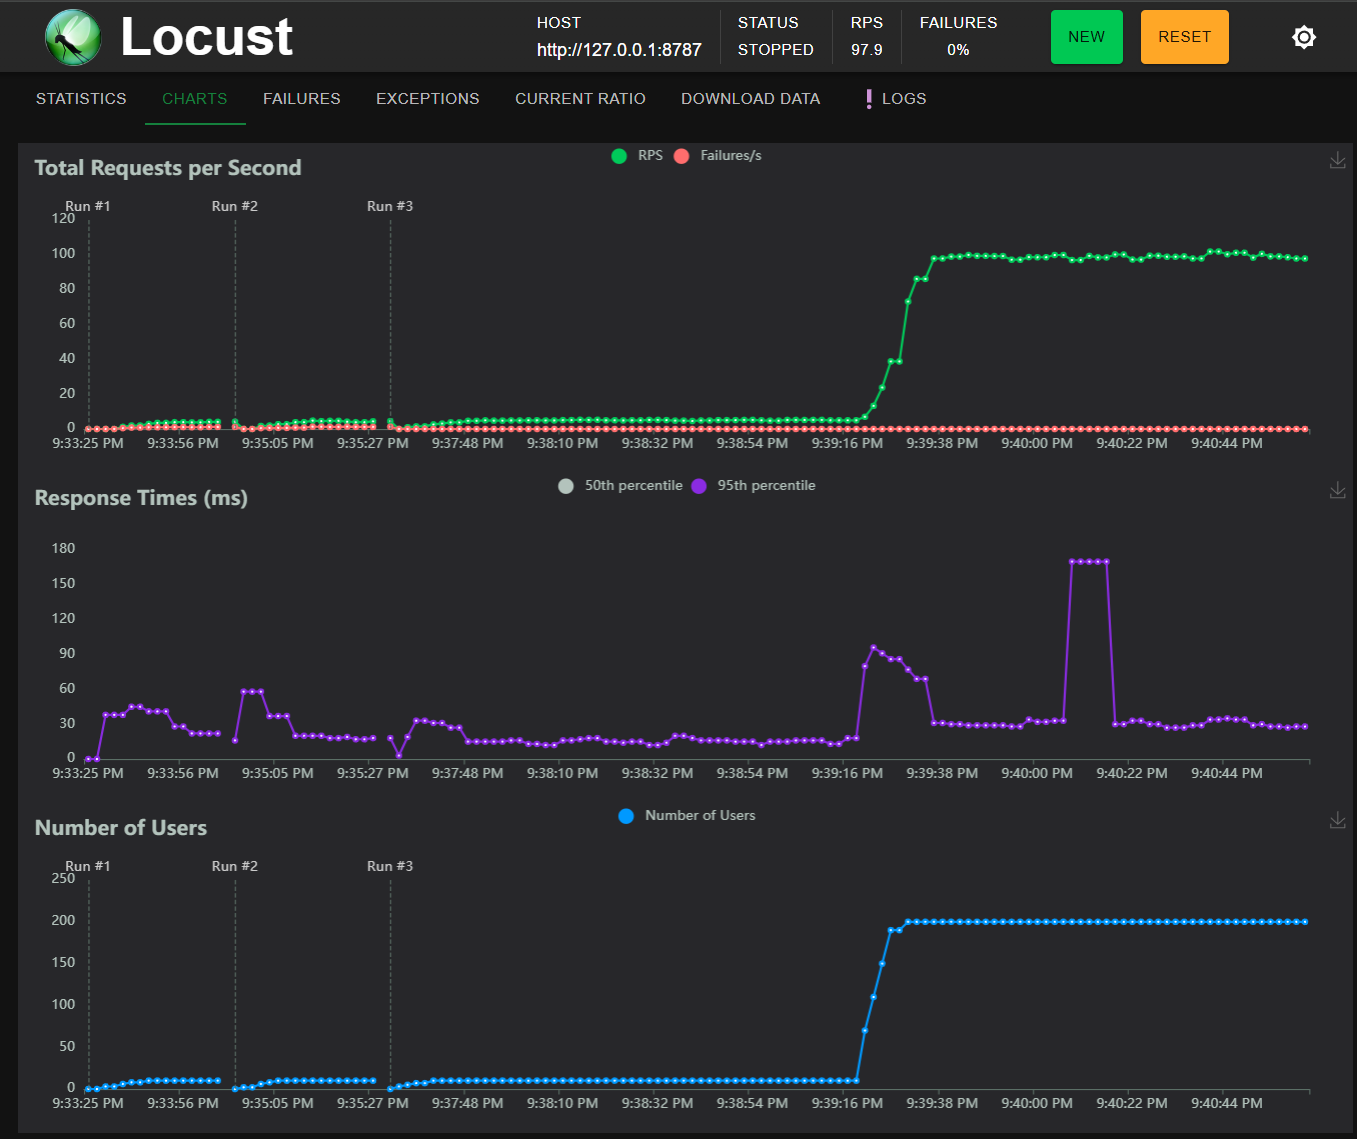 Locust
HOST
http://127.0.0.1:8787
STATUS
STOPPED
RPS
97.9
FAILURES
0%
NEW
RESET
STATISTICS CHARTS FAILURES EXCEPTIONS CURRENT RATIO DOWNLOAD DATA ❗ LOGS
Total Requests per Second
RPS Failures/s
Run #1 Run #2 Run #3
120
100
80
60
40
20
0
9:33:25 PM 9:33:56 PM 9:35:05 PM 9:35:27 PM 9:37:48 PM 9:38:10 PM 9:38:32 PM 9:38:54 PM 9:39:16 PM 9:39:38 PM 9:40:00 PM 9:40:22 PM 9:40:44 PM
Response Times (ms)
50th percentile 95th percentile
180
150
120
90
60
30
0
9:33:25 PM 9:33:56 PM 9:35:05 PM 9:35:27 PM 9:37:48 PM 9:38:10 PM 9:38:32 PM 9:38:54 PM 9:39:16 PM 9:39:38 PM 9:40:00 PM 9:40:22 PM 9:40:44 PM
Number of Users
Number of Users
Run #1 Run #2 Run #3
250
200
150
100
50
0
9:33:25 PM 9:33:56 PM 9:35:05 PM 9:35:27 PM 9:37:48 PM 9:38:10 PM 9:38:32 PM 9:38:54 PM 9:39:16 PM 9:39:38 PM 9:40:00 PM 9:40:22 PM 9:40:44 PM